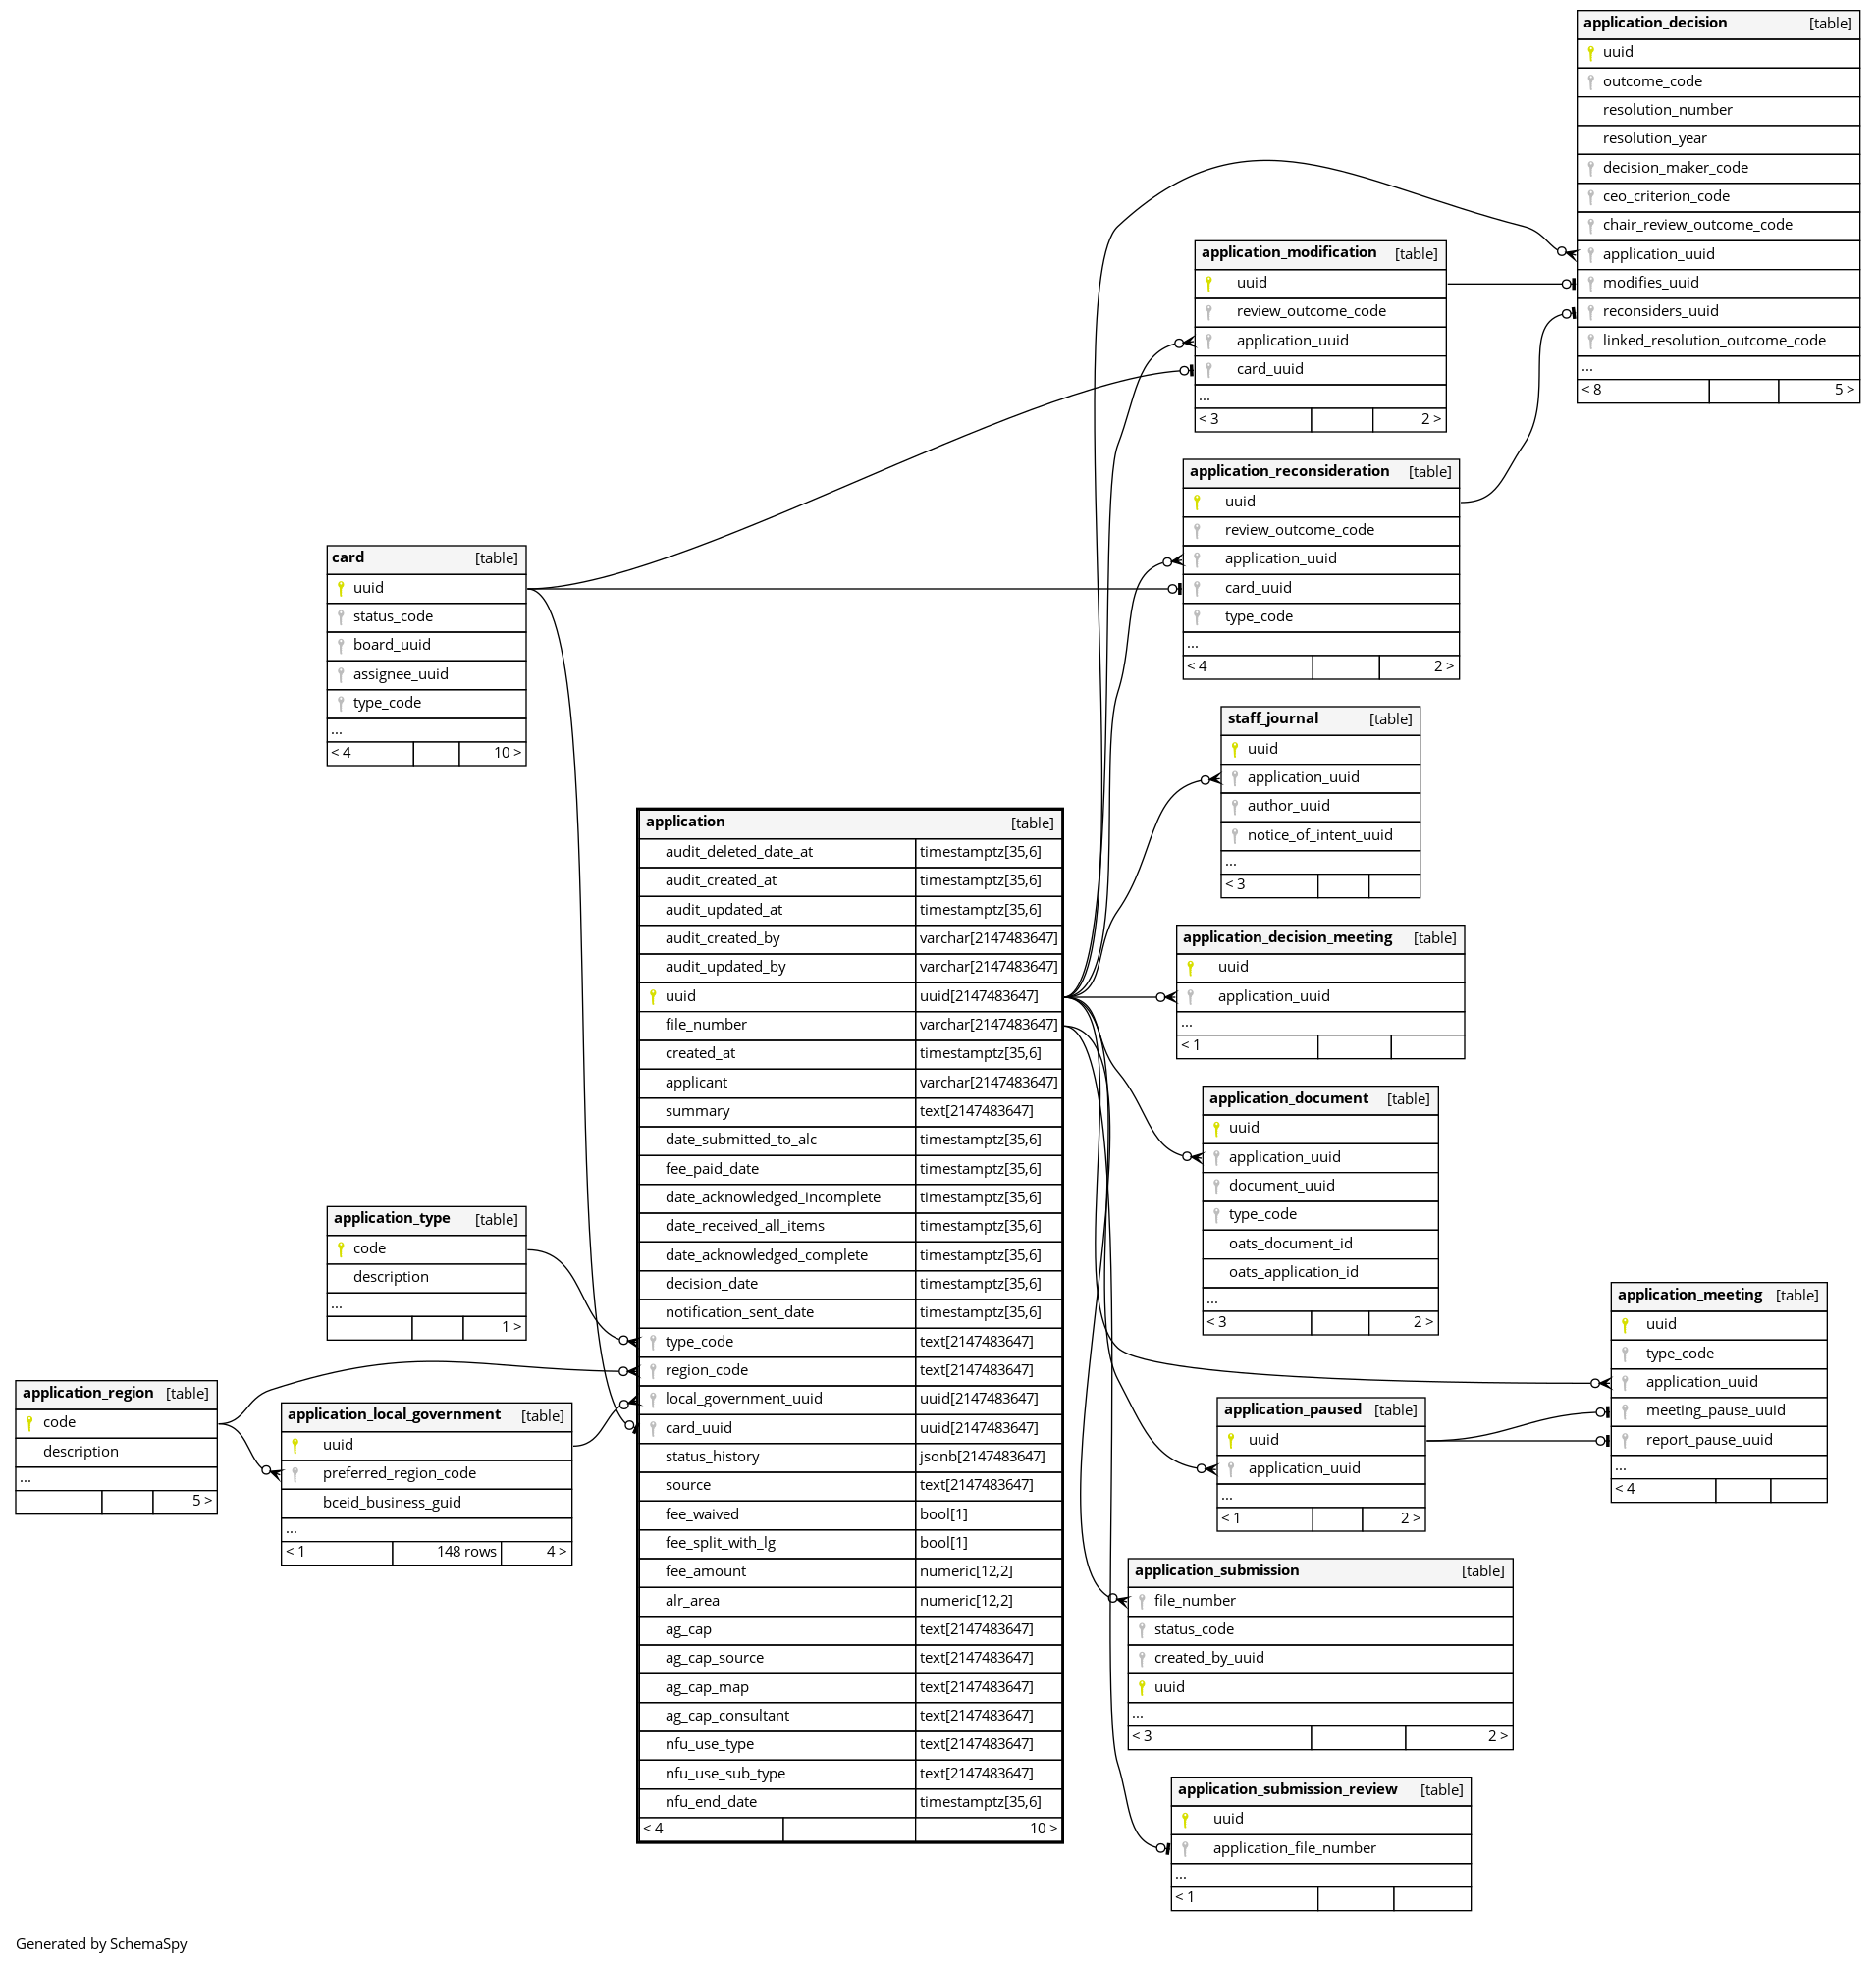 application_decision [table]
uuid
outcome_code
resolution_number
resolution_year
decision_maker_code
ceo_criterion_code
chair_review_outcome_code
application_uuid
modifies_uuid
reconsiders_uuid
linked_resolution_outcome_code
...
< 8 5 >
application_modification [table]
uuid
review_outcome_code
application_uuid
card_uuid
...
< 3 2 >
application_reconsideration [table]
uuid
review_outcome_code
application_uuid
card_uuid
type_code
...
< 4 2 >
card [table]
uuid
status_code
board_uuid
assignee_uuid
type_code
...
< 4 10 >
staff_journal [table]
uuid
application_uuid
author_uuid
notice_of_intent_uuid
...
< 3
application [table]
audit_deleted_date_at timestamptz[35,6]
audit_created_at timestamptz[35,6]
audit_updated_at timestamptz[35,6]
audit_created_by varchar[2147483647]
audit_updated_by varchar[2147483647]
uuid uuid[2147483647]
file_number varchar[2147483647]
created_at timestamptz[35,6]
applicant varchar[2147483647]
summary text[2147483647]
date_submitted_to_alc timestamptz[35,6]
fee_paid_date timestamptz[35,6]
date_acknowledged_incomplete timestamptz[35,6]
date_received_all_items timestamptz[35,6]
date_acknowledged_complete timestamptz[35,6]
decision_date timestamptz[35,6]
notification_sent_date timestamptz[35,6]
type_code text[2147483647]
region_code text[2147483647]
local_government_uuid uuid[2147483647]
card_uuid uuid[2147483647]
status_history jsonb[2147483647]
source text[2147483647]
fee_waived bool[1]
fee_split_with_lg bool[1]
fee_amount numeric[12,2]
alr_area numeric[12,2]
ag_cap text[2147483647]
ag_cap_source text[2147483647]
ag_cap_map text[2147483647]
ag_cap_consultant text[2147483647]
nfu_use_type text[2147483647]
nfu_use_sub_type text[2147483647]
nfu_end_date timestamptz[35,6]
< 4 10 >
application_decision_meeting [table]
uuid
application_uuid
...
< 1
application_document [table]
uuid
application_uuid
document_uuid
type_code
oats_document_id
oats_application_id
...
< 3 2 >
application_type [table]
code
description
...
1 >
application_region [table]
code
description
...
5 >
application_local_government [table]
uuid
preferred_region_code
bceid_business_guid
...
< 1 148 rows 4 >
application_meeting [table]
uuid
type_code
application_uuid
meeting_pause_uuid
report_pause_uuid
...
< 4
application_paused [table]
uuid
application_uuid
...
< 1 2 >
application_submission [table]
file_number
status_code
created_by_uuid
uuid
...
< 3 2 >
application_submission_review [table]
uuid
application_file_number
...
< 1
Generated by SchemaSpy